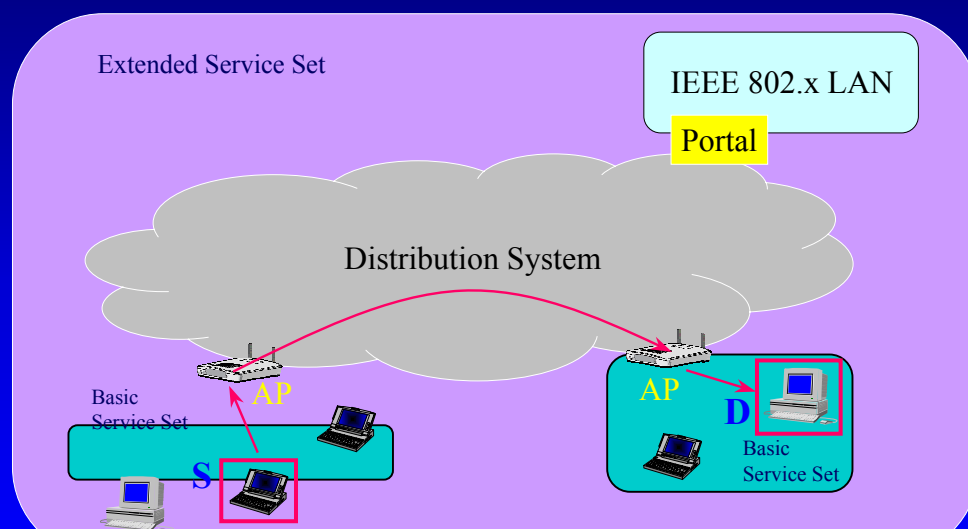 Extended Service Set
IEEE 802.x LAN
Portal
Distribution System
AP
AP
Basic
Service Set
S
D
Basic
Service Set